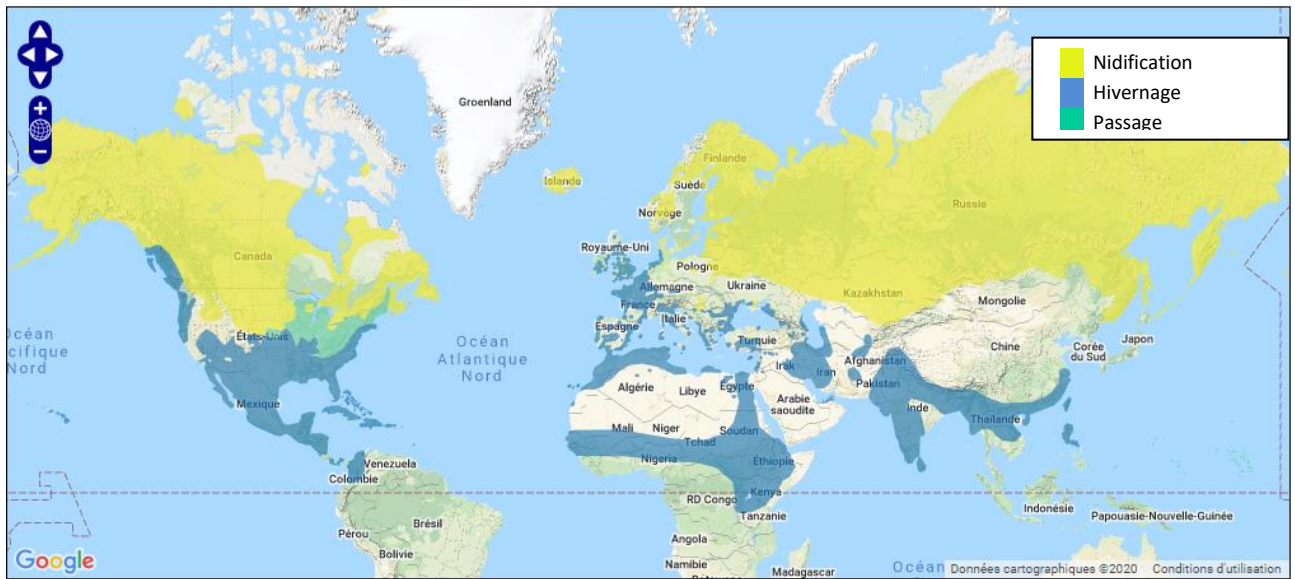 Nidification
Hivernage
Passage
+
−
Groenland
Islande
Finlande
Suède
Norvège
Russie
Canada
Royaume-Uni
Pologne
Allemagne
Ukraine
Kazakhstan
Mongolie
France
Italie
Espagne
Turquie
États-Unis
Océan
Atlantique
Nord
Océan
cifique
Nord
Chine
Corée
du Sud
Japon
Afghanistan
Irak
Iran
Pakistan
Algérie
Libye
Égypte
Arabie
saoudite
Inde
Thaïlande
Mexique
Mali
Niger
Tchad
Soudan
Nigeria
Éthiopie
Venezuela
Colombie
RD Congo
Kenya
Tanzanie
Indonésie
Papouasie-Nouvelle-Guinée
Pérou
Brésil
Bolivie
Angola
Namibie
Madagascar
Océan
Google
Données cartographiques ©2020
Conditions d'utilisation